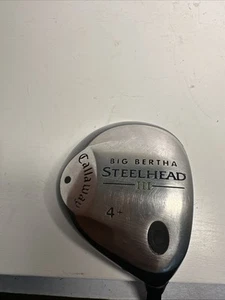 Callaway
BIG BERTHA
STEELHEAD
III
4+